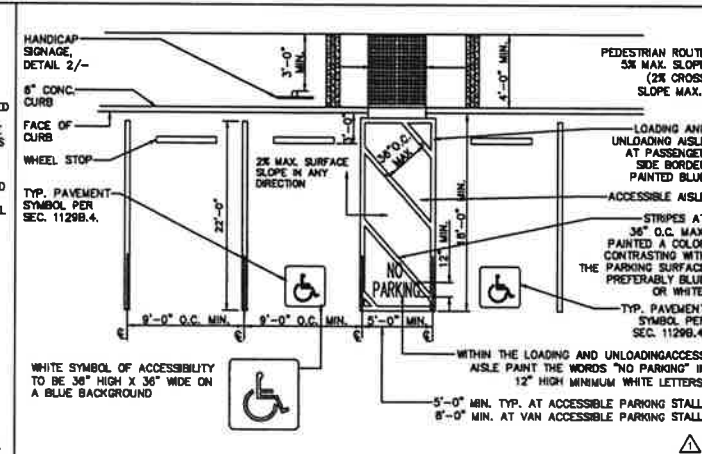 HANDICAP
SIGNAGE,
DETAIL 2/-
6" CONC.
CURB
FACE OF
CURB
WHEEL STOP
TYP. PAVEMENT
SYMBOL PER
SEC. 1129B.4.
3'-0"
MIN.
4'-0" MIN.
PEDESTRIAN ROUTE
5% MAX. SLOPE
(2% CROSS
SLOPE MAX.
2% MAX. SURFACE
SLOPE IN ANY
DIRECTION
36" O.C.
MAX
22'-0"
18'-0" MIN.
12" MIN.
NO
PARKING
LOADING AND
UNLOADING AISLE
AT PASSENGER
SIDE BORDER
PAINTED BLUE
ACCESSIBLE AISLE
STRIPES AT
36" O.C. MAX
PAINTED A COLOR
CONTRASTING WITH
THE PARKING SURFACE
PREFERABLY BLUE
OR WHITE
TYP. PAVEMENT
SYMBOL PER
SEC. 1129B.4
9'-0" O.C. MIN.
9'-0" O.C. MIN.
5'-0" MIN.
WHITE SYMBOL OF ACCESSIBILITY
TO BE 36" HIGH X 36" WIDE ON
A BLUE BACKGROUND
WITHIN THE LOADING AND UNLOADINGACCESS
AISLE PAINT THE WORDS "NO PARKING" IN
12" HIGH MINIMUM WHITE LETTERS
5'-0" MIN. TYP. AT ACCESSIBLE PARKING STALL
8'-0" MIN. AT VAN ACCESSIBLE PARKING STALL
1